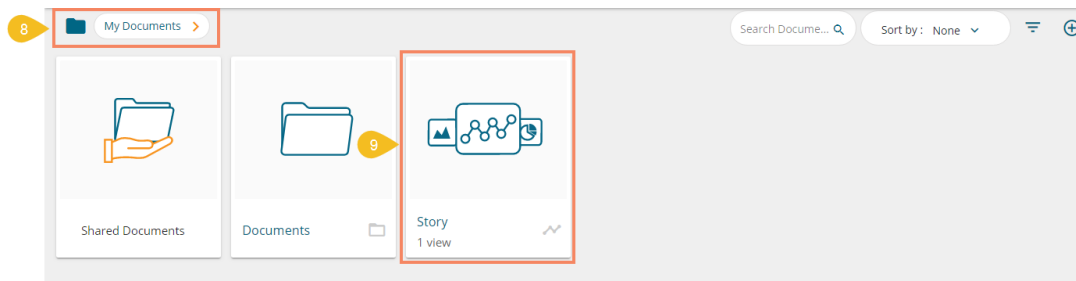 8
My Documents
Search Docume...
Sort by : None
9
Shared Documents
Documents
Story
1 view